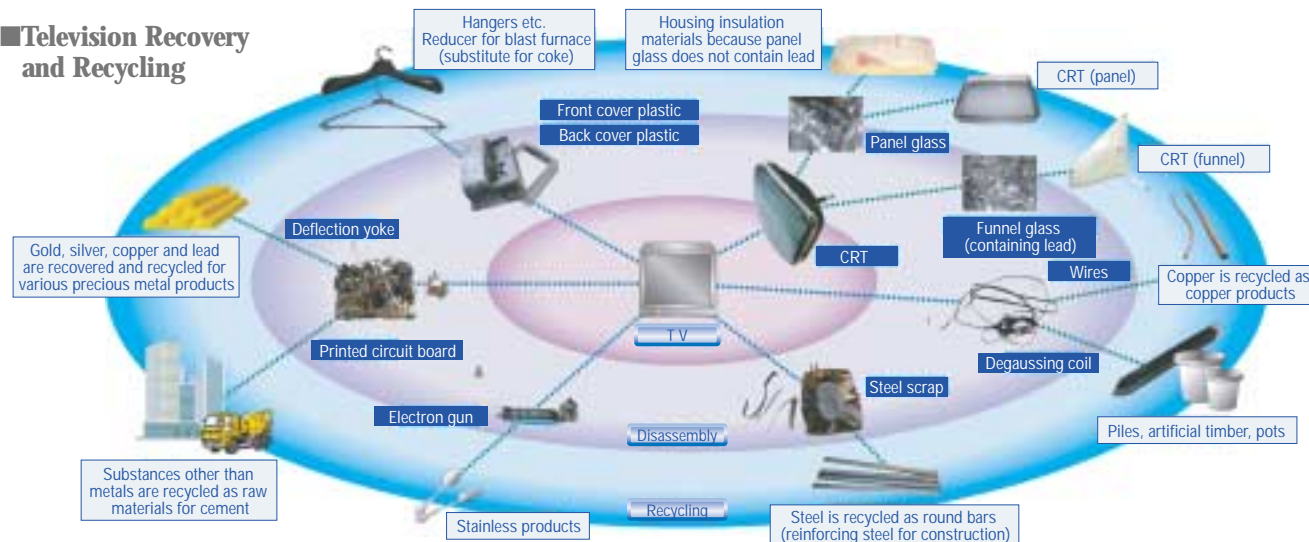 ■Television Recovery
and Recycling
Hangers etc.
Reducer for blast furnace
(substitute for coke)
Housing insulation
materials because panel
glass does not contain lead
CRT (panel)
Front cover plastic
Back cover plastic
Panel glass
CRT (funnel)
Deflection yoke
Funnel glass
(containing lead)
Gold, silver, copper and lead
are recovered and recycled for
various precious metal products
CRT
Wires
Copper is recycled as
copper products
TV
Printed circuit board
Degaussing coil
Steel scrap
Electron gun
Disassembly
Piles, artificial timber, pots
Substances other than
metals are recycled as raw
materials for cement
Recycling
Stainless products
Steel is recycled as round bars
(reinforcing steel for construction)